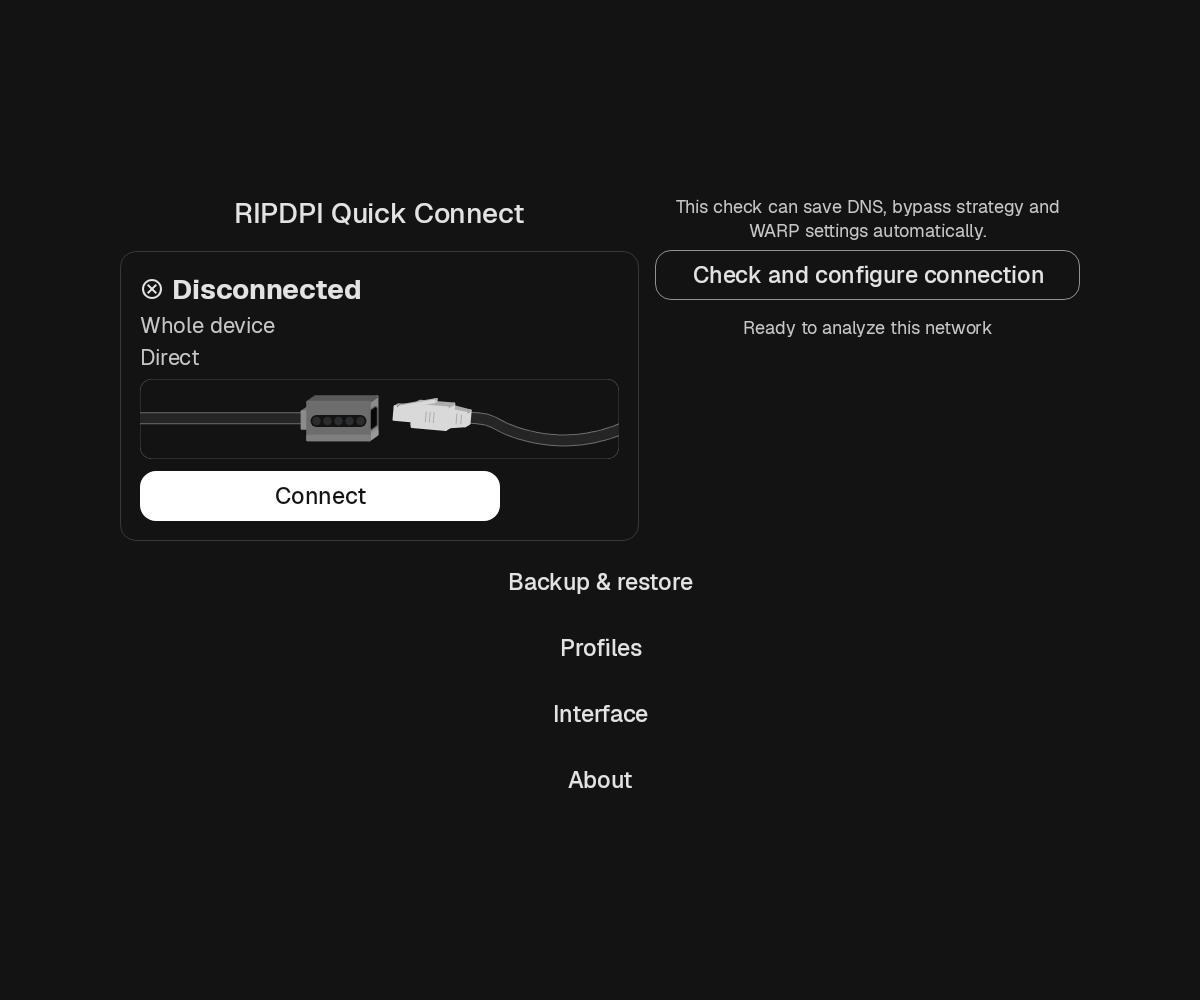 RIPDPI Quick Connect
Disconnected
Whole device
Direct
Connect
This check can save DNS, bypass strategy and
WARP settings automatically.
Check and configure connection
Ready to analyze this network
Backup & restore
Profiles
Interface
About